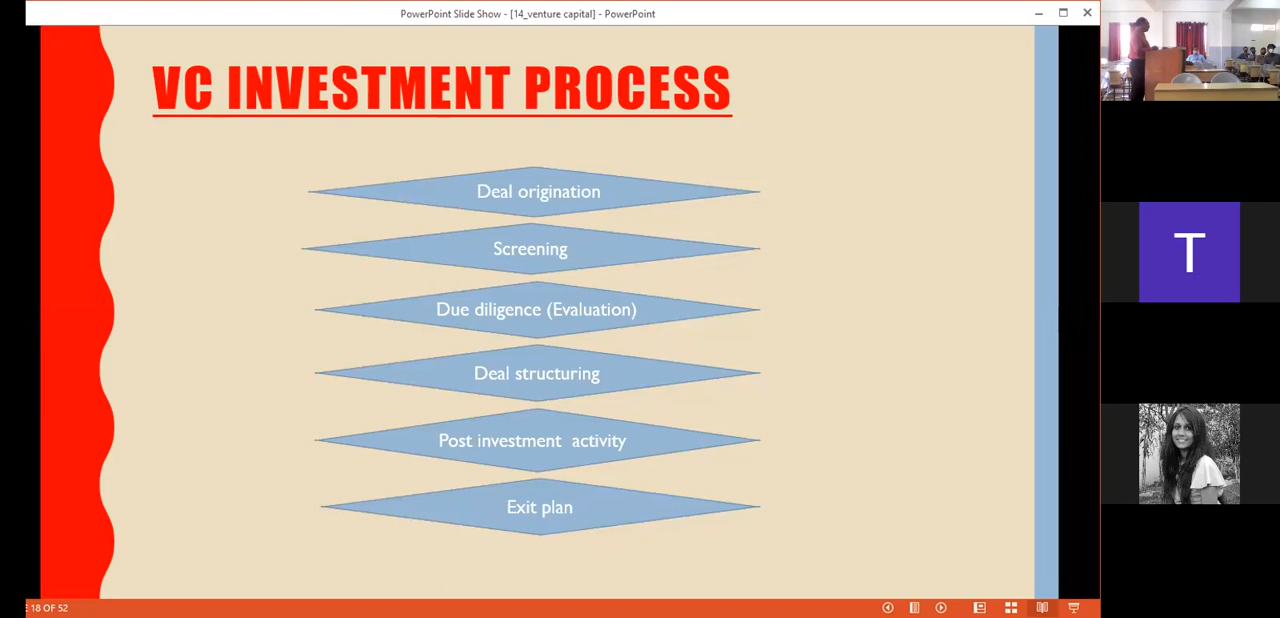 PowerPoint Slide Show - [14_venture capital] - PowerPoint
VC INVESTMENT PROCESS
Deal origination
Screening
Due diligence (Evaluation)
Deal structuring
Post investment activity
Exit plan
18 OF 52
T